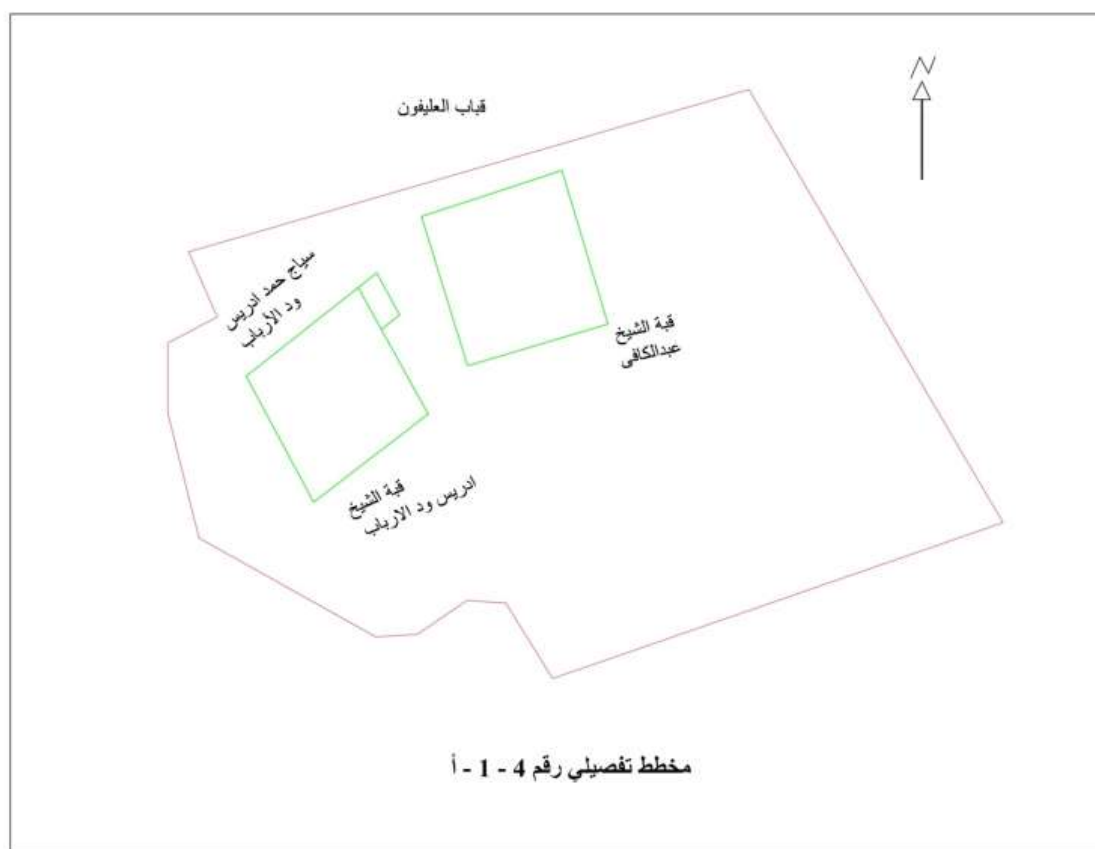 قباب العليفون
N
سياج حمد ادريس
ود الأرباب
قبة الشيخ
عبدالكافى
قبة الشيخ
ادريس ود الارباب
مخطط تفصيلي رقم 4 - 1 - أ